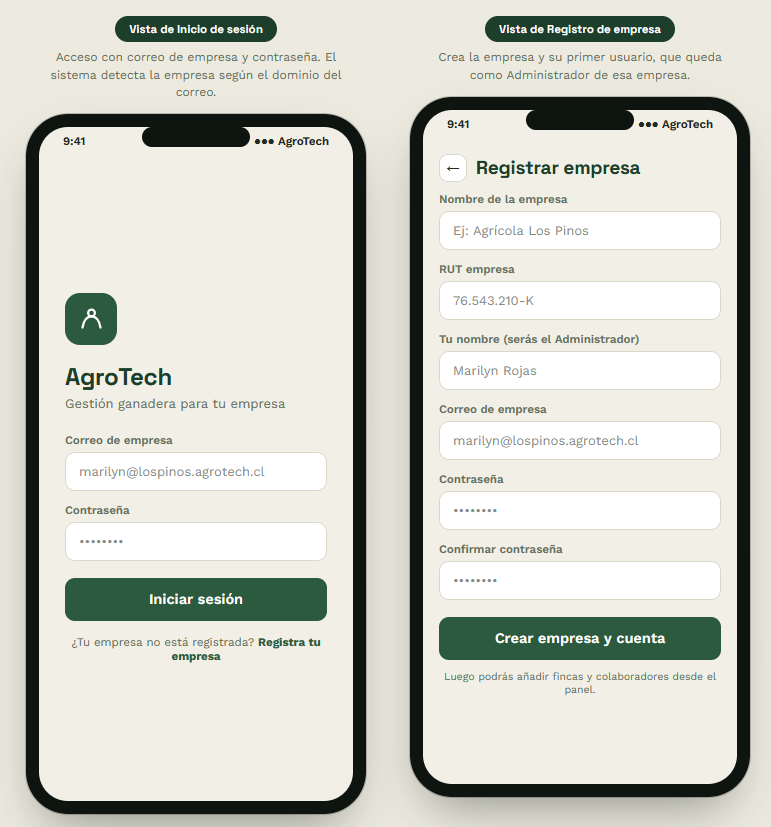 Vista de Inicio de sesión
Acceso con correo de empresa y contraseña. El
sistema detecta la empresa según el dominio del
correo.
9:41
●●● AgroTech
AgroTech
Gestión ganadera para tu empresa
Correo de empresa
marilyn@lospinos.agrotech.cl
Contraseña
••••••••
Iniciar sesión
¿Tu empresa no está registrada? Registra tu
empresa
Vista de Registro de empresa
Crea la empresa y su primer usuario, que queda
como Administrador de esa empresa.
9:41
●●● AgroTech
← Registrar empresa
Nombre de la empresa
Ej: Agrícola Los Pinos
RUT empresa
76.543.210-K
Tu nombre (serás el Administrador)
Marilyn Rojas
Correo de empresa
marilyn@lospinos.agrotech.cl
Contraseña
••••••••
Confirmar contraseña
••••••••
Crear empresa y cuenta
Luego podrás añadir fincas y colaboradores desde el
panel.